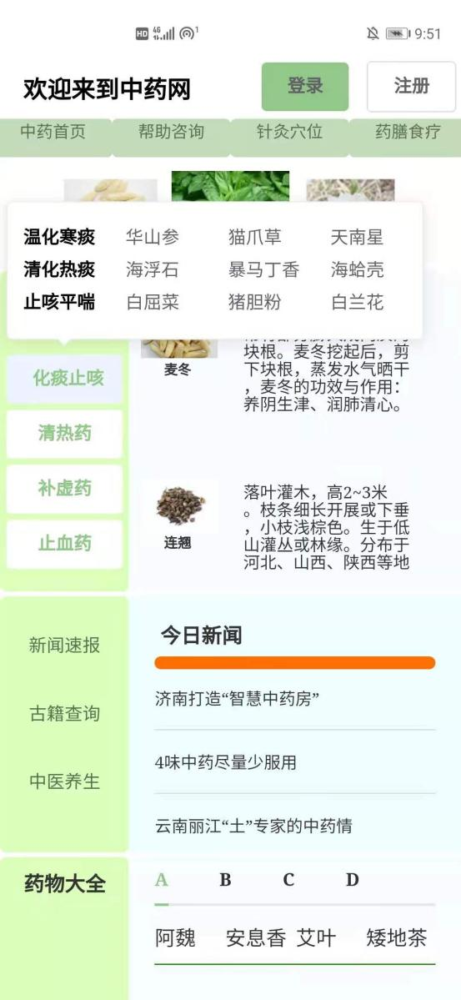 HD 4G 1 9:51
欢迎来到中药网 登录 注册
中药首页 帮助咨询 针灸穴位 药膳食疗
温化寒痰 华山参 猫爪草 天南星
清化热痰 海浮石 暴马丁香 海蛤壳
止咳平喘 白屈菜 猪胆粉 白兰花
化痰止咳
清热药
补虚药
止血药
麦冬
块根。麦冬挖起后，剪
下块根，蒸发水气晒干
，麦冬的功效与作用：
养阴生津、润肺清心。
连翘
落叶灌木，高2~3米
。枝条细长开展或下垂
，小枝浅棕色。生于低
山灌丛或林缘。分布于
河北、山西、陕西等地
新闻速报
古籍查询
中医养生
今日新闻
济南打造“智慧中药房”
4味中药尽量少服用
云南丽江“土”专家的中药情
药物大全
A B C D
阿魏 安息香 艾叶 矮地茶